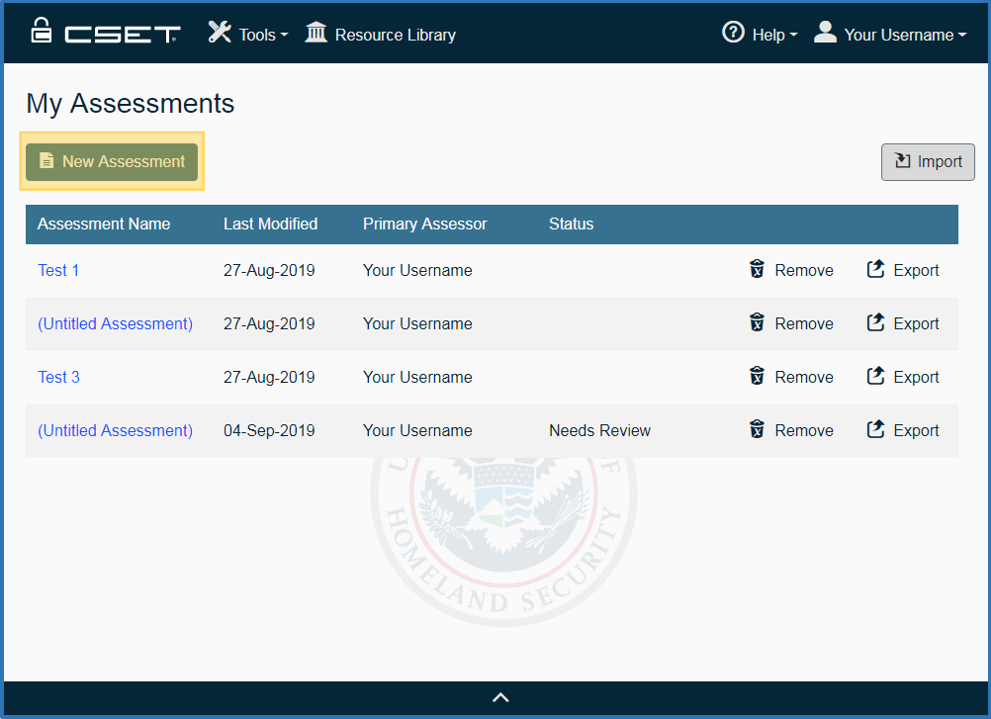 CSET Tools Resource Library Help Your Username
My Assessments
New Assessment Import
Assessment Name Last Modified Primary Assessor Status
Test 1 27-Aug-2019 Your Username Remove Export
(Untitled Assessment) 27-Aug-2019 Your Username Remove Export
Test 3 27-Aug-2019 Your Username Remove Export
(Untitled Assessment) 04-Sep-2019 Your Username Needs Review Remove Export
HOMELAND SECURITY